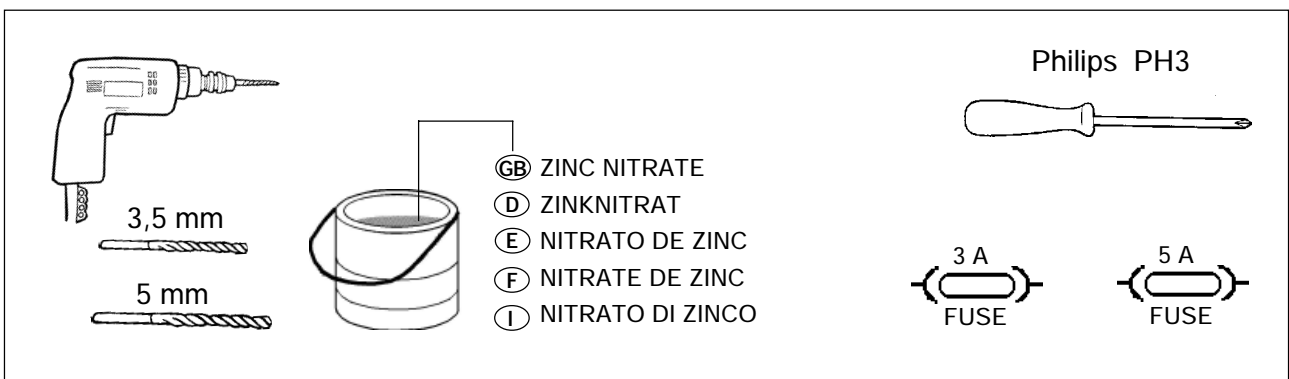 Philips PH3
GB ZINC NITRATE
D ZINKNITRAT
E NITRATO DE ZINC
F NITRATE DE ZINC
I NITRATO DI ZINCO
3,5 mm
5 mm
3 A
FUSE
5 A
FUSE